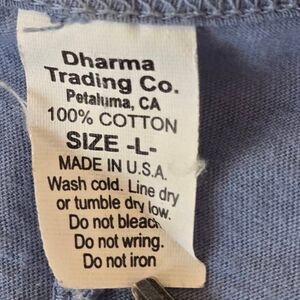 Dharma
Trading Co.
Petaluma, CA
100% COTTON
SIZE -L-
MADE IN U.S.A.
Wash cold. Line dry
or tumble dry low.
Do not bleach.
Do not wring.
Do not iron